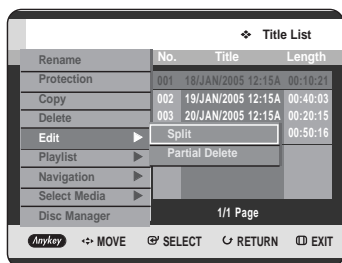 ❖ Title List
Rename No. Title Length
Protection 001 18/JAN/2005 12:15A 00:10:21
Copy 002 19/JAN/2005 12:15A 00:40:03
Delete 003 20/JAN/2005 12:15A 00:20:15
Edit ▶ Split 00:50:16
Playlist ▶ Partial Delete
Navigation ▶
Select Media ▶
Disc Manager 1/1 Page
Anykey MOVE SELECT RETURN EXIT